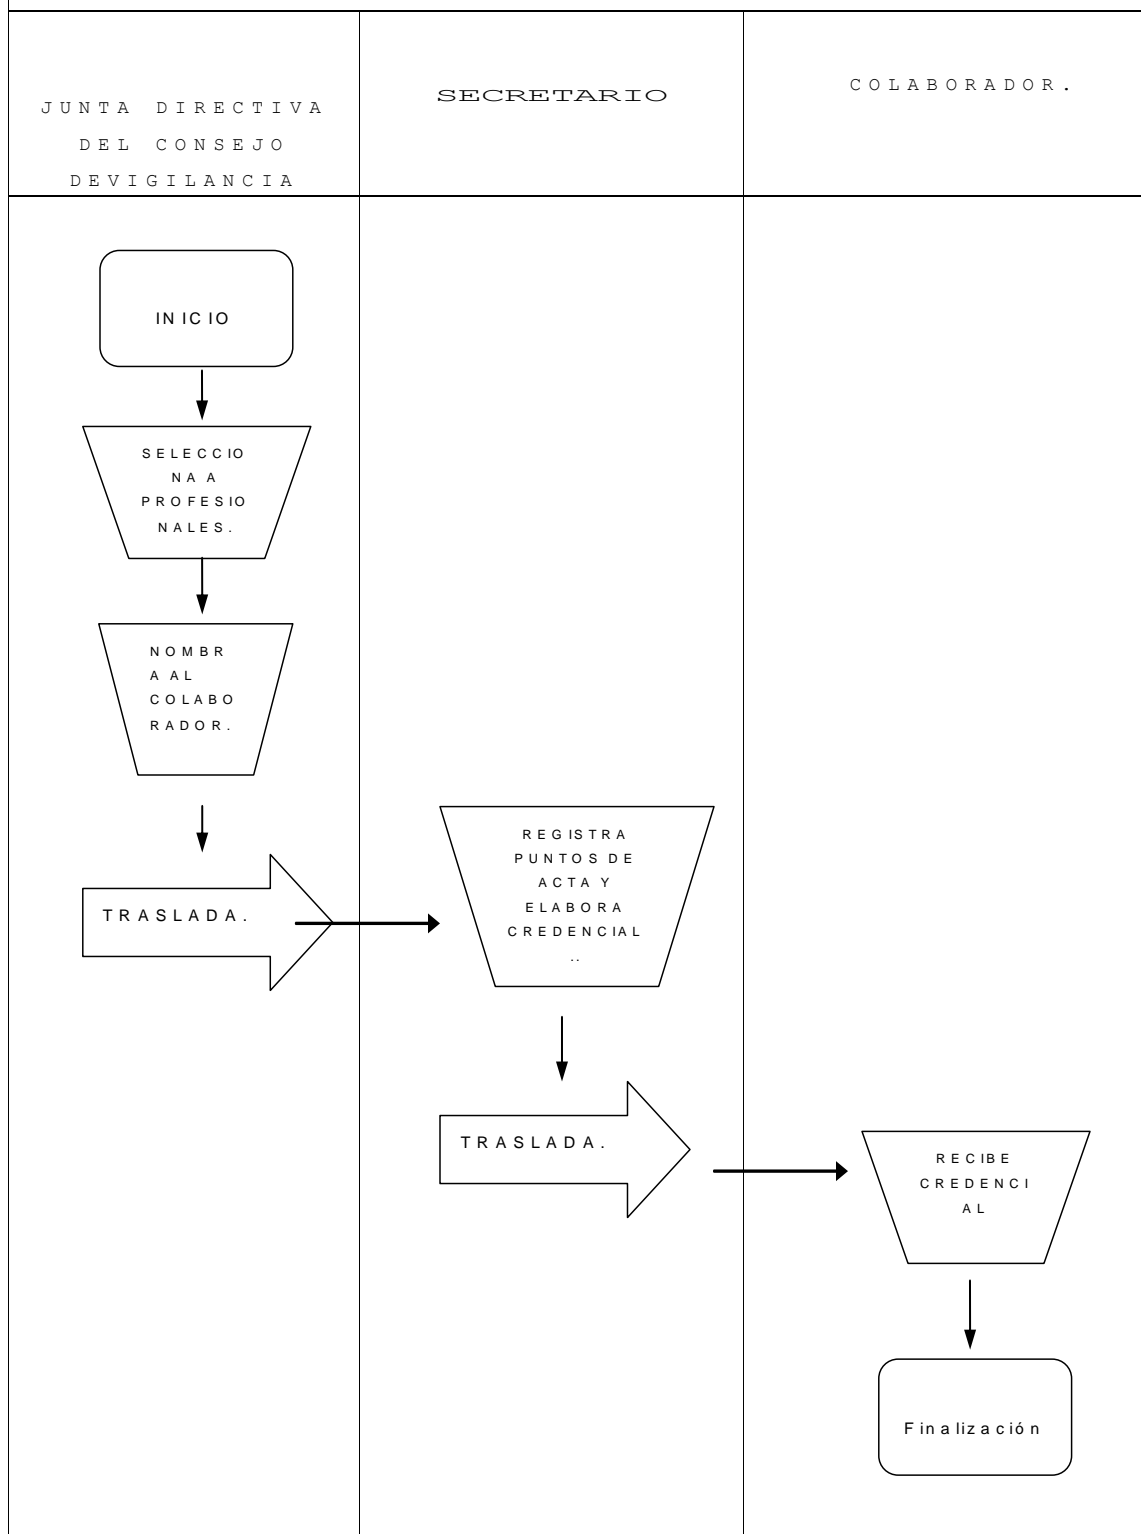 JUNTA DIRECTIVA
DEL CONSEJO
DEVIGILANCIA
SECRETARIO
COLABORADOR.
INICIO
SELECCIO
NA A
PROFESIO
NALES.
NOMBR
A AL
COLABO
RADOR.
TRASLADA.
REGISTRA
PUNTOS DE
ACTA Y
ELABORA
CREDENCIAL
..
TRASLADA.
RECIBE
CREDENCI
AL
Finalización